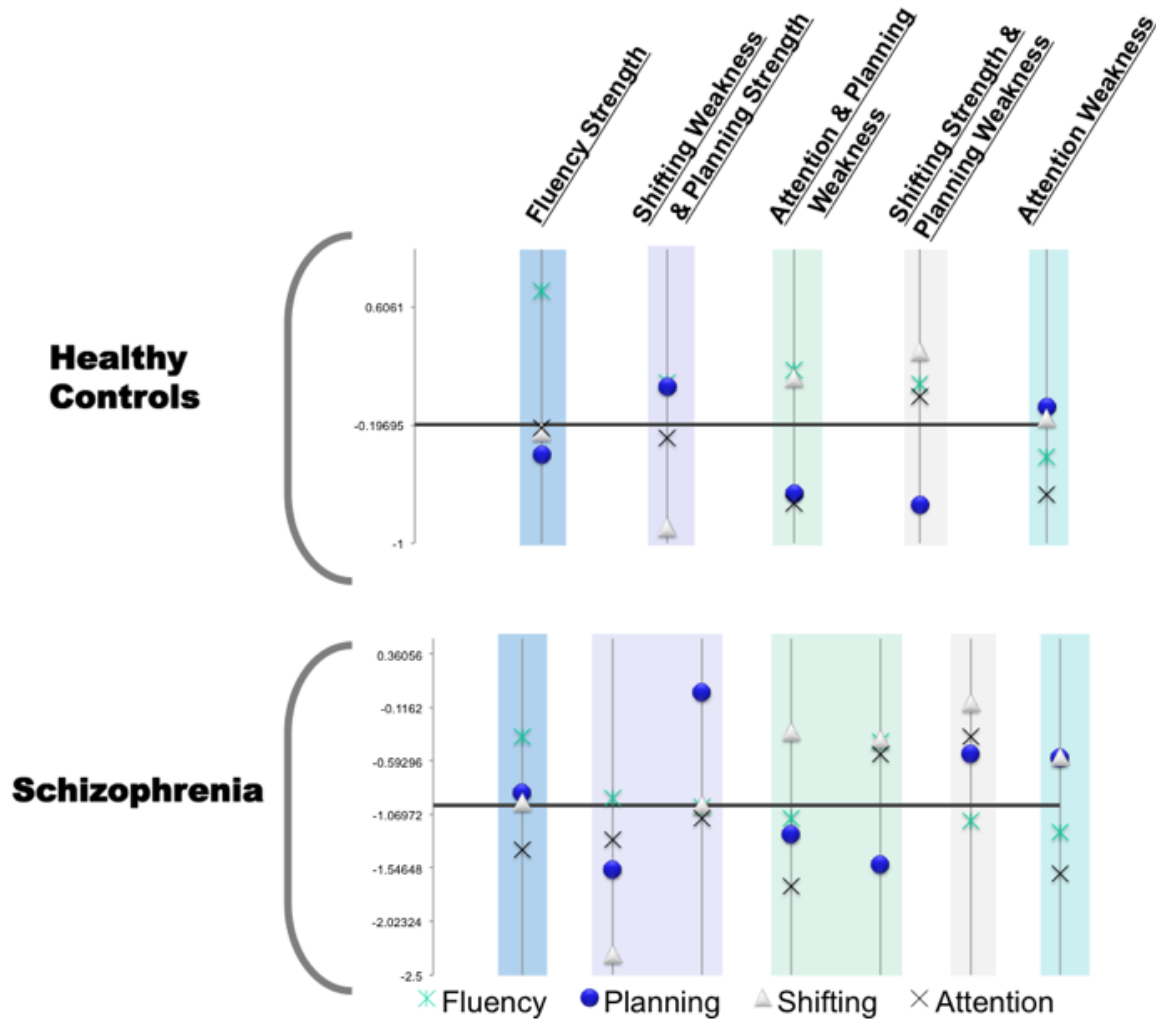 Fluency Strength
Shifting Weakness
& Planning Strength
Attention & Planning
Weakness
Shifting Strength &
Planning Weakness
Attention Weakness
Healthy
Controls
0.6061
-0.19695
-1
Schizophrenia
0.36056
-0.1162
-0.59296
-1.06972
-1.54648
-2.02324
-2.5
Fluency Planning Shifting Attention